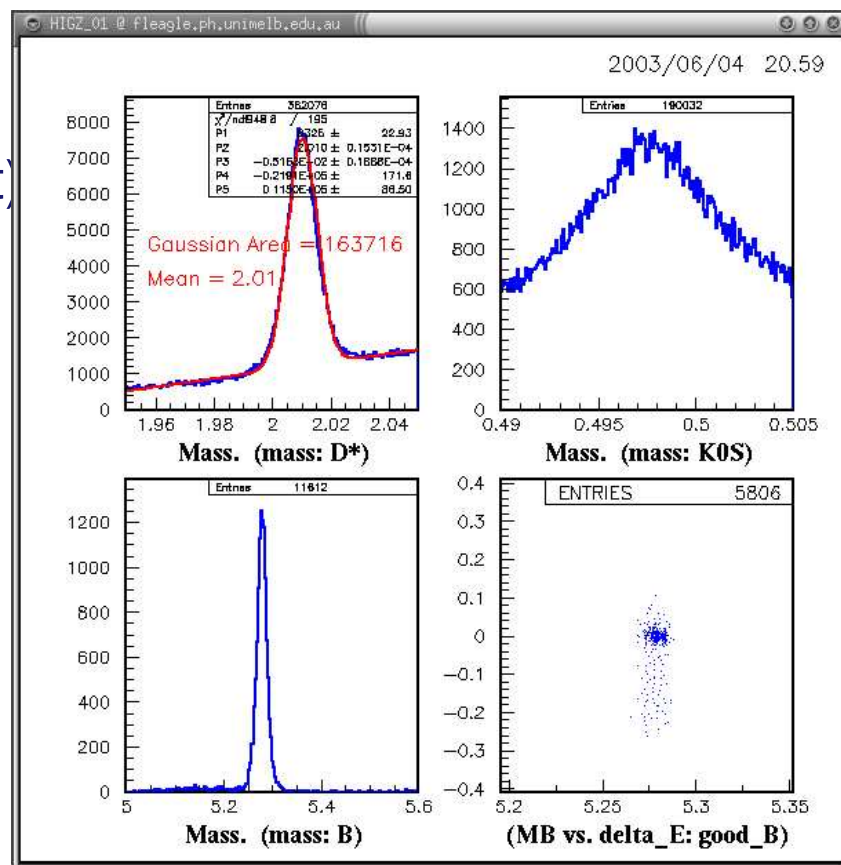 HIGZ_01 @ fleagle.ph.unimelb.edu.au
2003/06/04 20.59
Entries 362076
195
P1 22.93
P2 0.1531E-04
P3 0.1668E-04
P4 171.6
P5 86.50
Gaussian Area = 163716
Mean = 2.01
8000
7000
6000
5000
4000
3000
2000
1000
0
1.96 1.98 2 2.02 2.04
Mass. (mass: D*)
Entries 190032
1400
1200
1000
800
600
400
200
0
0.49 0.495 0.5 0.505
Mass. (mass: K0S)
Entries 11612
1200
1000
800
600
400
200
0
5 5.2 5.4 5.6
Mass. (mass: B)
ENTRIES 5806
0.4
0.3
0.2
0.1
0
−0.1
−0.2
−0.3
−0.4
5.2 5.25 5.3 5.35
(MB vs. delta_E: good_B)